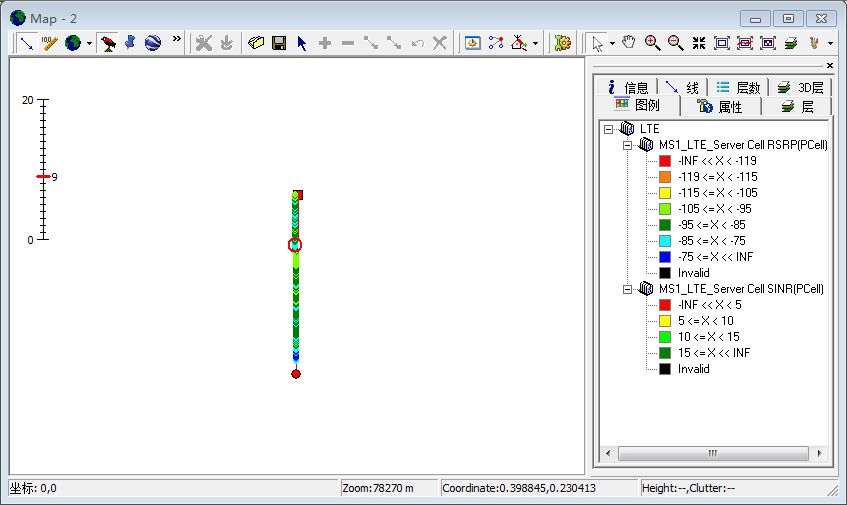 Map - 2
100
»
20
9
0
信息
线
层数
3D层
图例
属性
层
LTE
MS1_LTE_Server Cell RSRP(PCell)
-INF << X < -119
-119 <= X < -115
-115 <= X < -105
-105 <= X < -95
-95 <= X < -85
-85 <= X < -75
-75 <= X << INF
Invalid
MS1_LTE_Server Cell SINR(PCell)
-INF << X < 5
5 <= X < 10
10 <= X < 15
15 <= X << INF
Invalid
坐标: 0,0
Zoom:78270 m
Coordinate:0.398845,0.230413
Height:--,Clutter:--